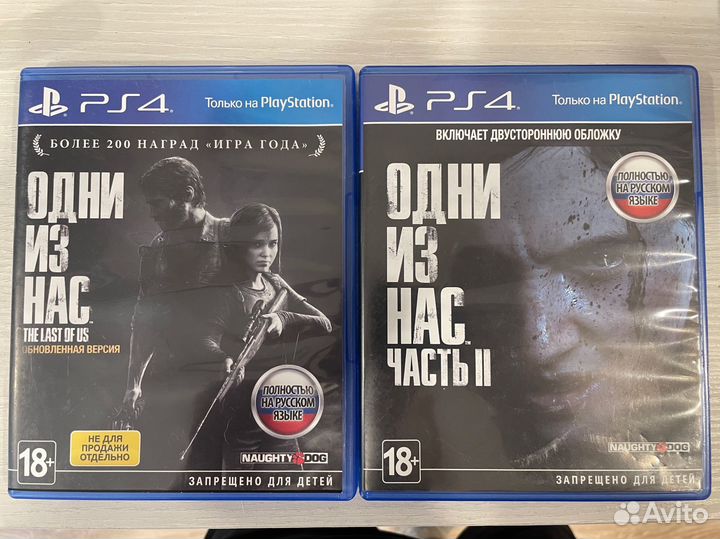 PS4
Только на PlayStation
БОЛЕЕ 200 НАГРАД «ИГРА ГОДА»
ОДНИ
ИЗ
НАС
THE LAST OF US
ОБНОВЛЕННАЯ ВЕРСИЯ
ПОЛНОСТЬЮ
НА РУССКОМ
ЯЗЫКЕ
НЕ ДЛЯ
ПРОДАЖИ
ОТДЕЛЬНО
18+
NAUGHTY DOG
ЗАПРЕЩЕНО ДЛЯ ДЕТЕЙ
PS4
Только на PlayStation
ВКЛЮЧАЕТ ДВУСТОРОННЮЮ ОБЛОЖКУ
ПОЛНОСТЬЮ
НА РУССКОМ
ЯЗЫКЕ
ОДНИ
ИЗ
НАС™
ЧАСТЬ II
18+
NAUGHTY DOG
ЗАПРЕЩЕНО ДЛЯ ДЕТЕЙ
Avito